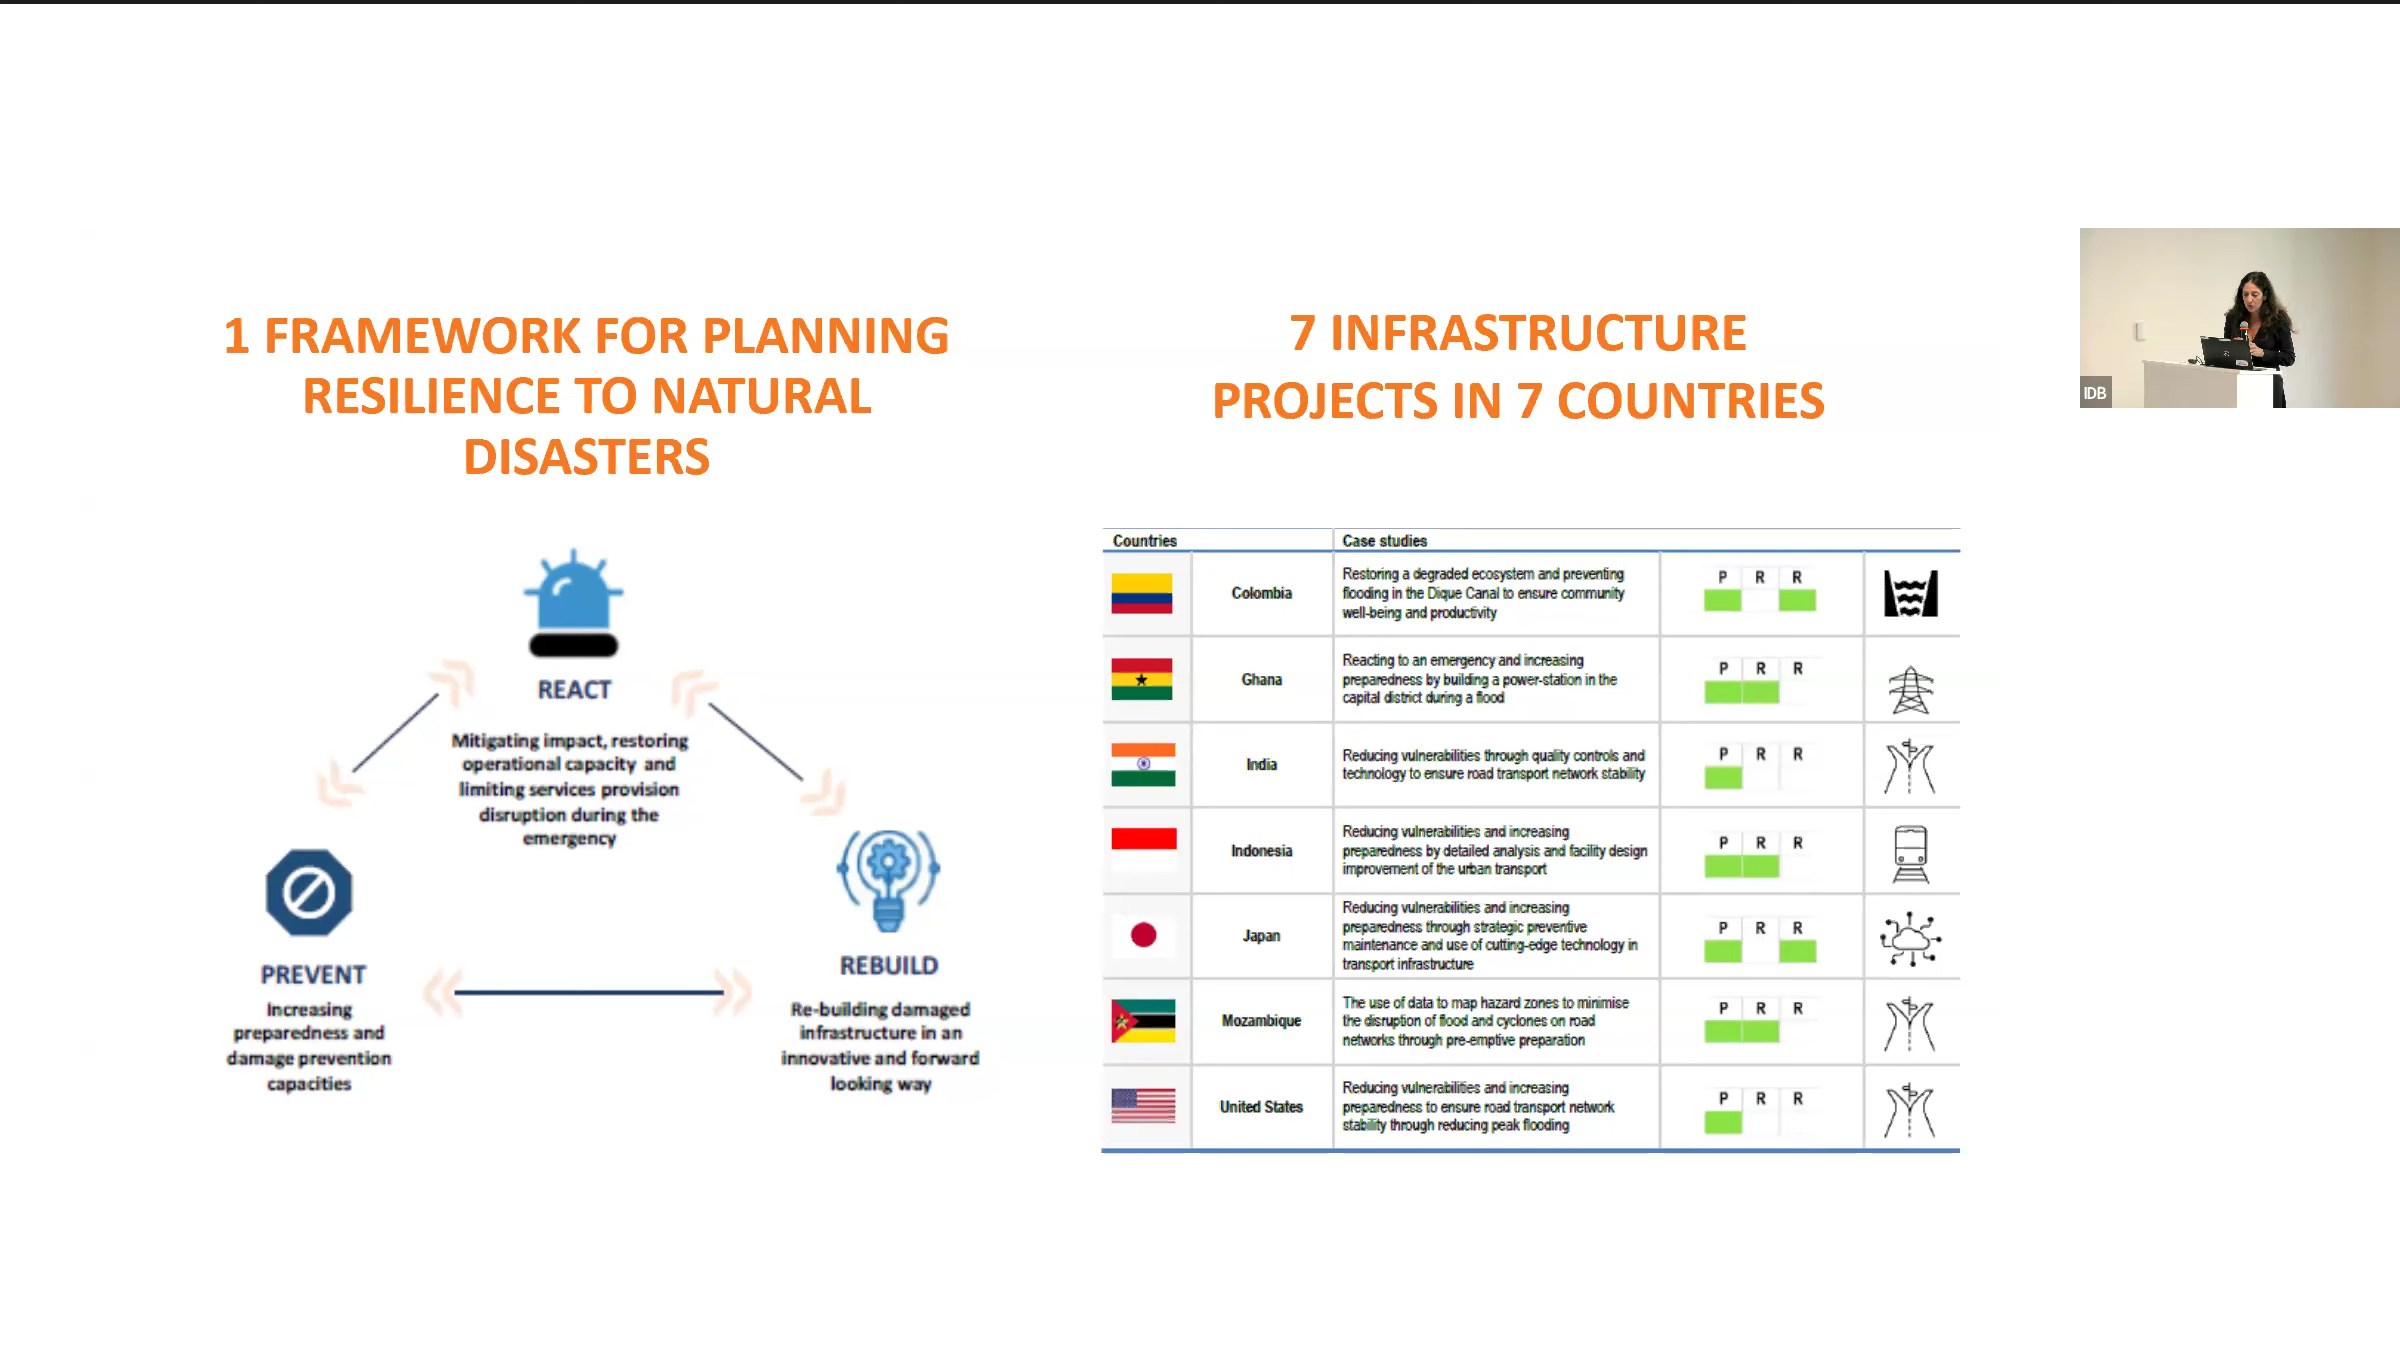 1 FRAMEWORK FOR PLANNING
RESILIENCE TO NATURAL
DISASTERS
REACT
Mitigating impact, restoring
operational capacity and
limiting services provision
disruption during the
emergency
PREVENT
Increasing
preparedness and
damage prevention
capacities
REBUILD
Re-building damaged
infrastructure in an
innovative and forward
looking way
7 INFRASTRUCTURE
PROJECTS IN 7 COUNTRIES
Countries Case studies
Colombia
Restoring a degraded ecosystem and preventing
flooding in the Dique Canal to ensure community
well-being and productivity
P R R
Ghana
Reacting to an emergency and increasing
preparedness by building a power-station in the
capital district during a flood
P R R
India
Reducing vulnerabilities through quality controls and
technology to ensure road transport network stability
P R R
Indonesia
Reducing vulnerabilities and increasing
preparedness by detailed analysis and facility design
improvement of the urban transport
P R R
Japan
Reducing vulnerabilities and increasing
preparedness through strategic preventive
maintenance and use of cutting-edge technology in
transport infrastructure
P R R
Mozambique
The use of data to map hazard zones to minimise
the disruption of flood and cyclones on road
networks through pre-emptive preparation
P R R
United States
Reducing vulnerabilities and increasing
preparedness to ensure road transport network
stability through reducing peak flooding
P R R
IDB